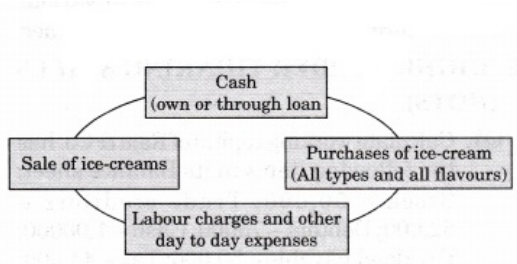 Cash
(own or through loan
Sale of ice-creams
Purchases of ice-cream
(All types and all flavours)
Labour charges and other
day to day expenses